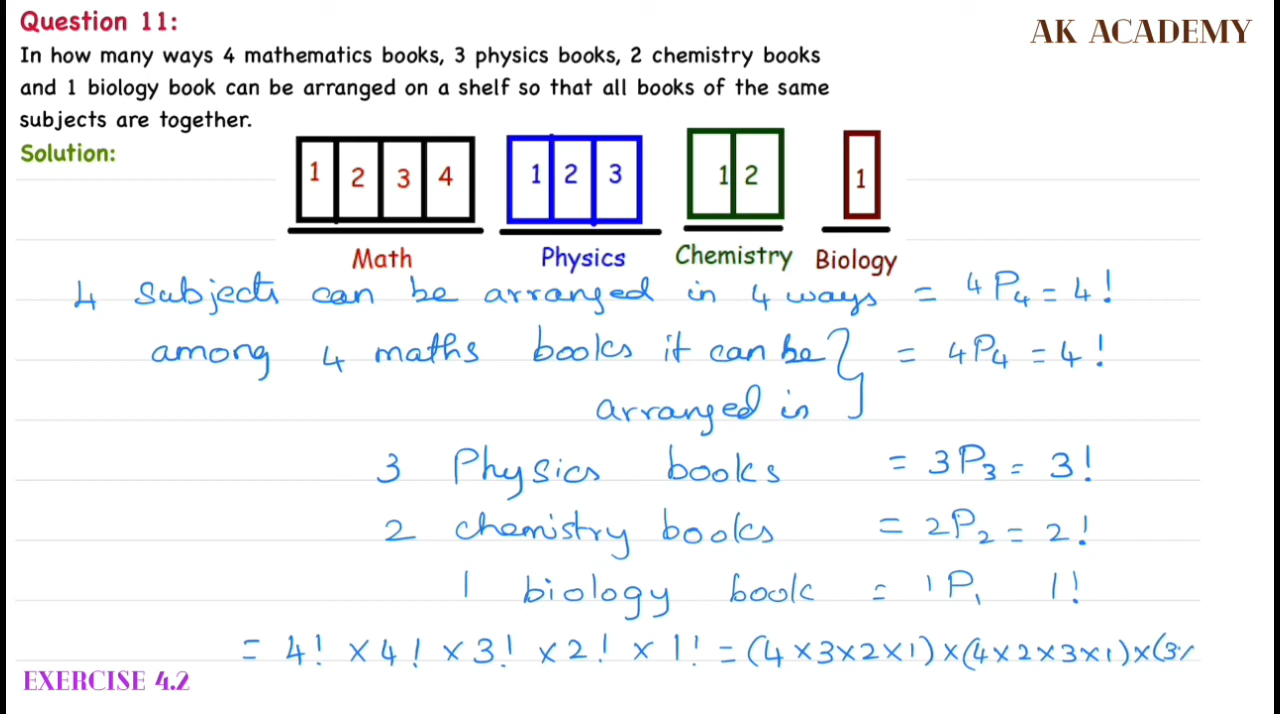 Question 11:
AK ACADEMY
In how many ways 4 mathematics books, 3 physics books, 2 chemistry books
and 1 biology book can be arranged on a shelf so that all books of the same
subjects are together.
Solution:
1 2 3 4
1 2 3
1 2
1
Math
Physics
Chemistry
Biology
4 Subjects can be arranged in 4 ways = 4P₄ = 4!
among 4 maths books it can be } = 4P₄ = 4!
arranged in
3 Physics books = 3P₃ = 3!
2 chemistry books = 2P₂ = 2!
1 biology book = 1P₁ 1!
= 4! × 4! × 3! × 2! × 1! = (4×3×2×1)×(4×2×3×1)×(3
EXERCISE 4.2